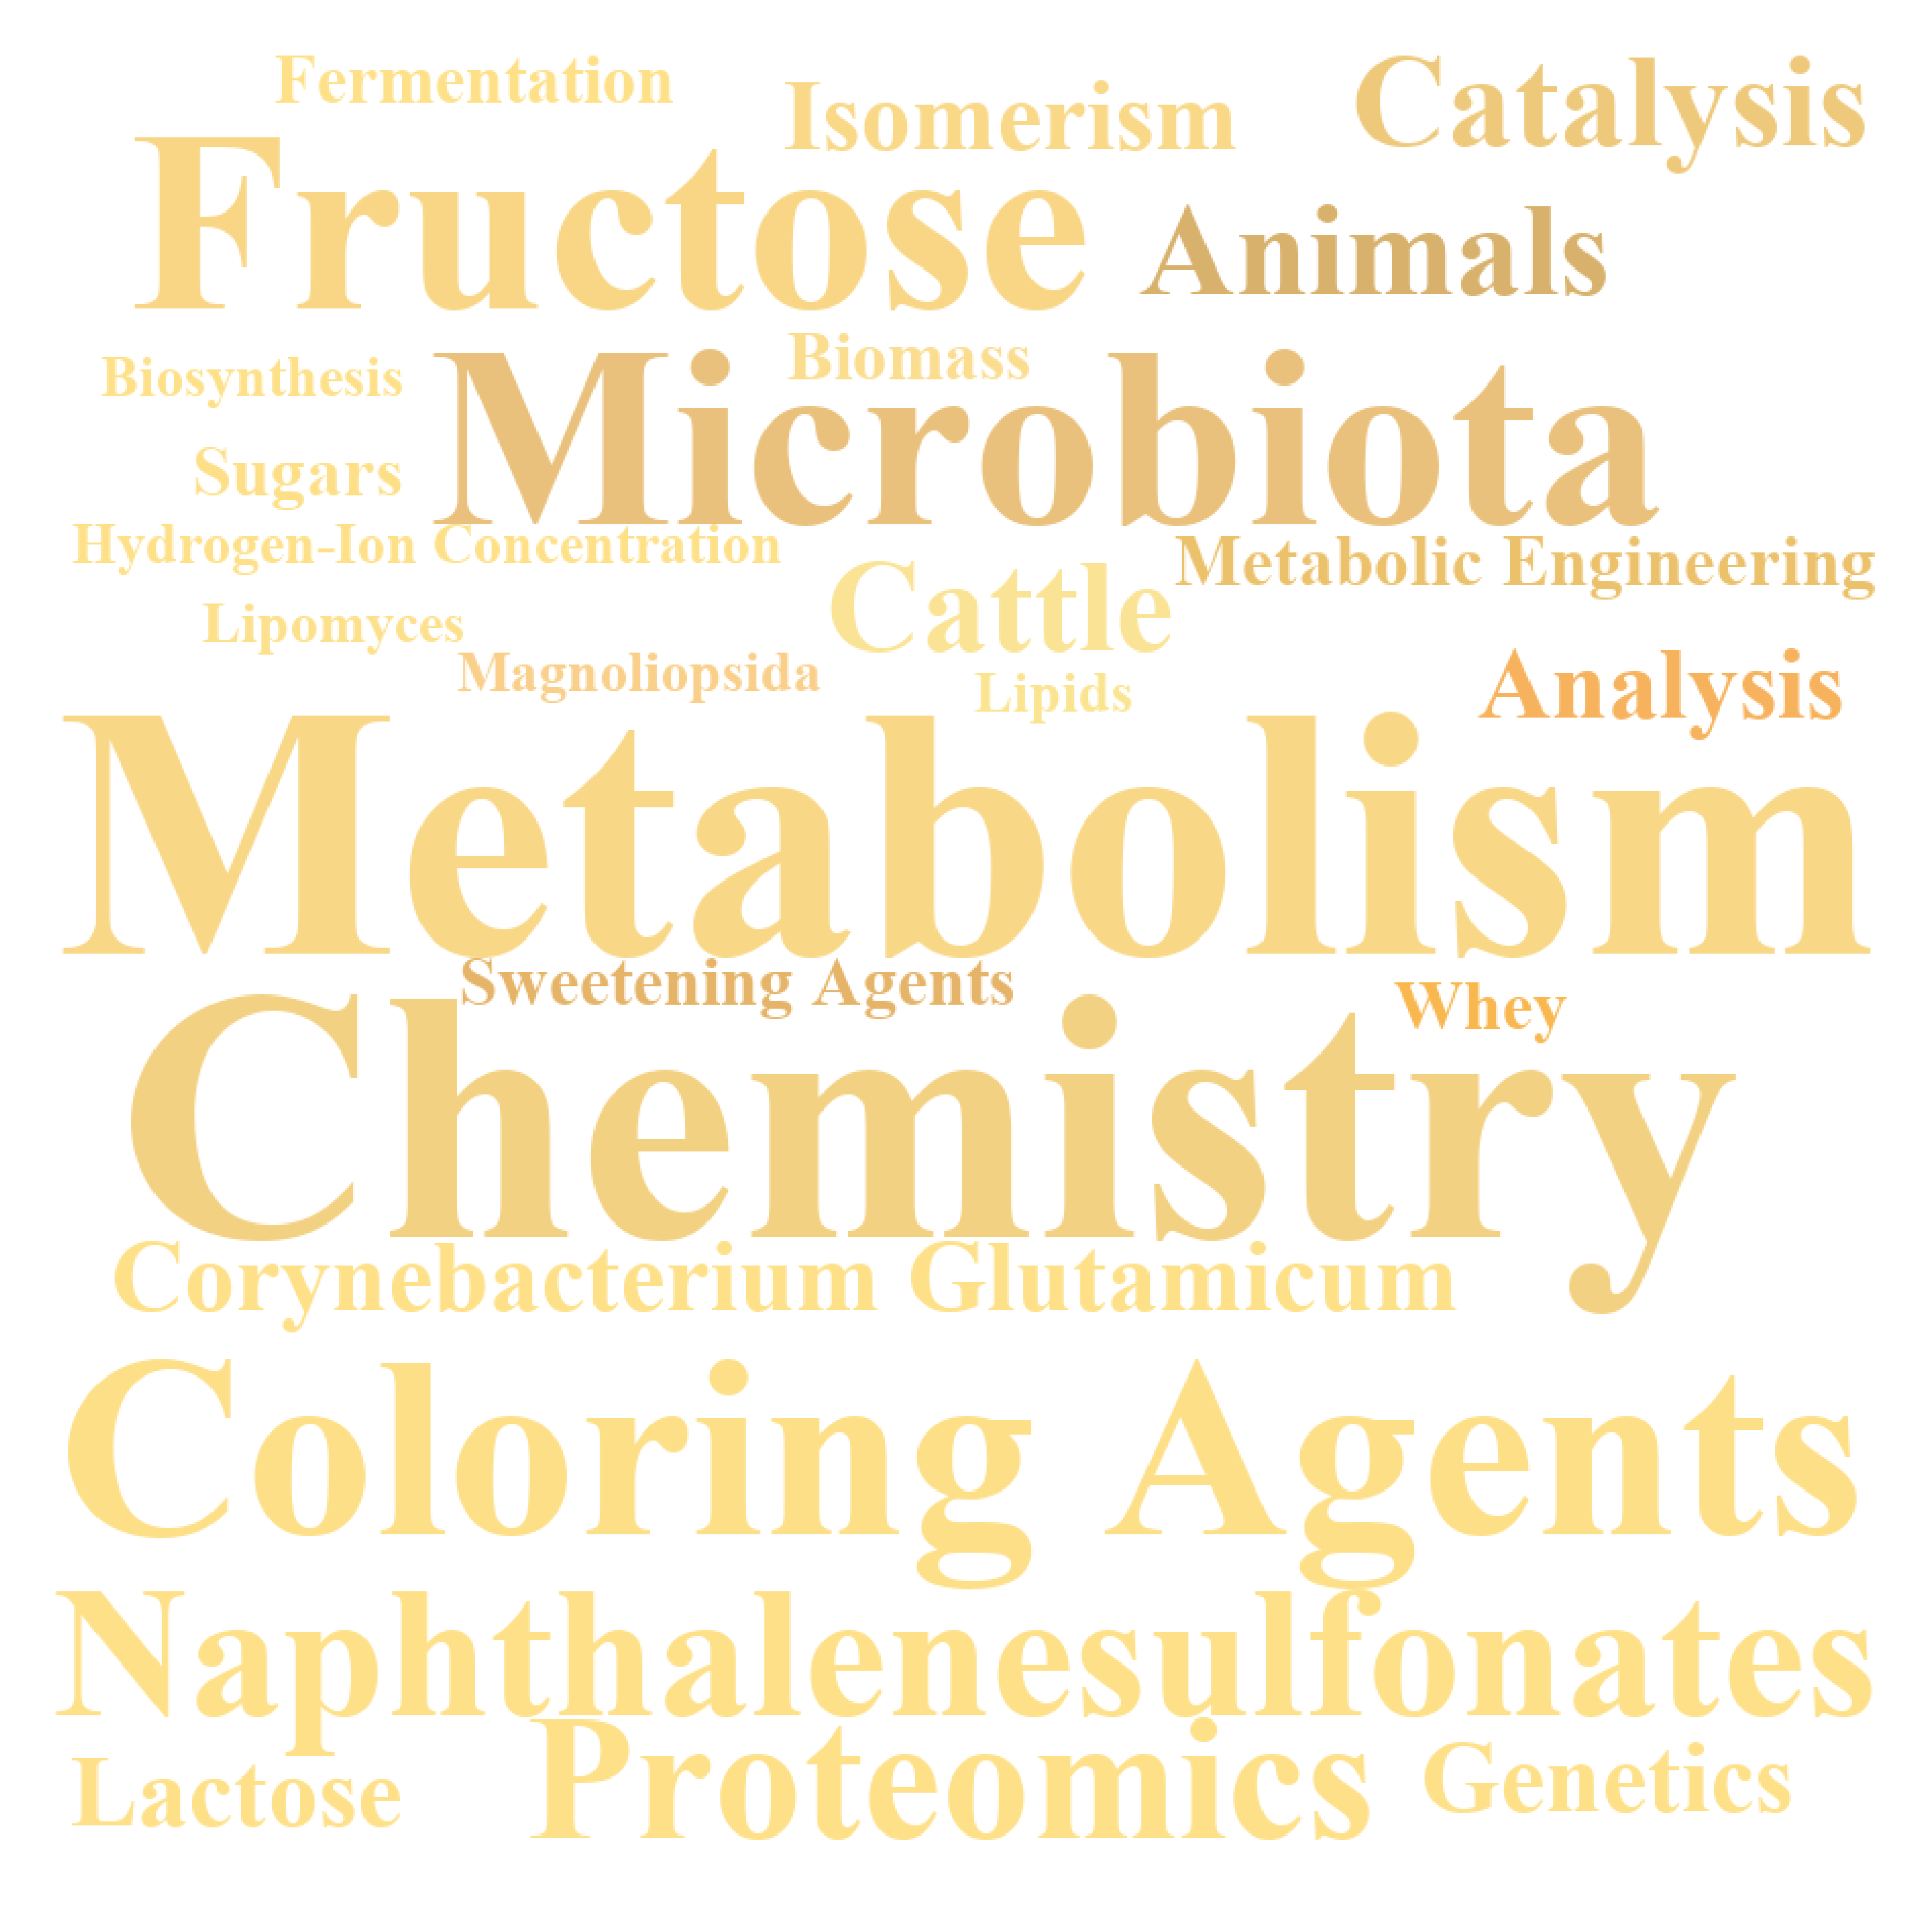 Fermentation
Isomerism
Catalysis
Fructose
Animals
Biosynthesis
Microbiota
Biomass
Sugars
Hydrogen-Ion Concentration
Cattle
Metabolic Engineering
Lipomyces
Magnoliopsida
Lipids
Analysis
Metabolism
Sweetening Agents
Whey
Chemistry
Corynebacterium Glutamicum
Coloring Agents
Naphthalenesulfonates
Lactose
Proteomics
Genetics